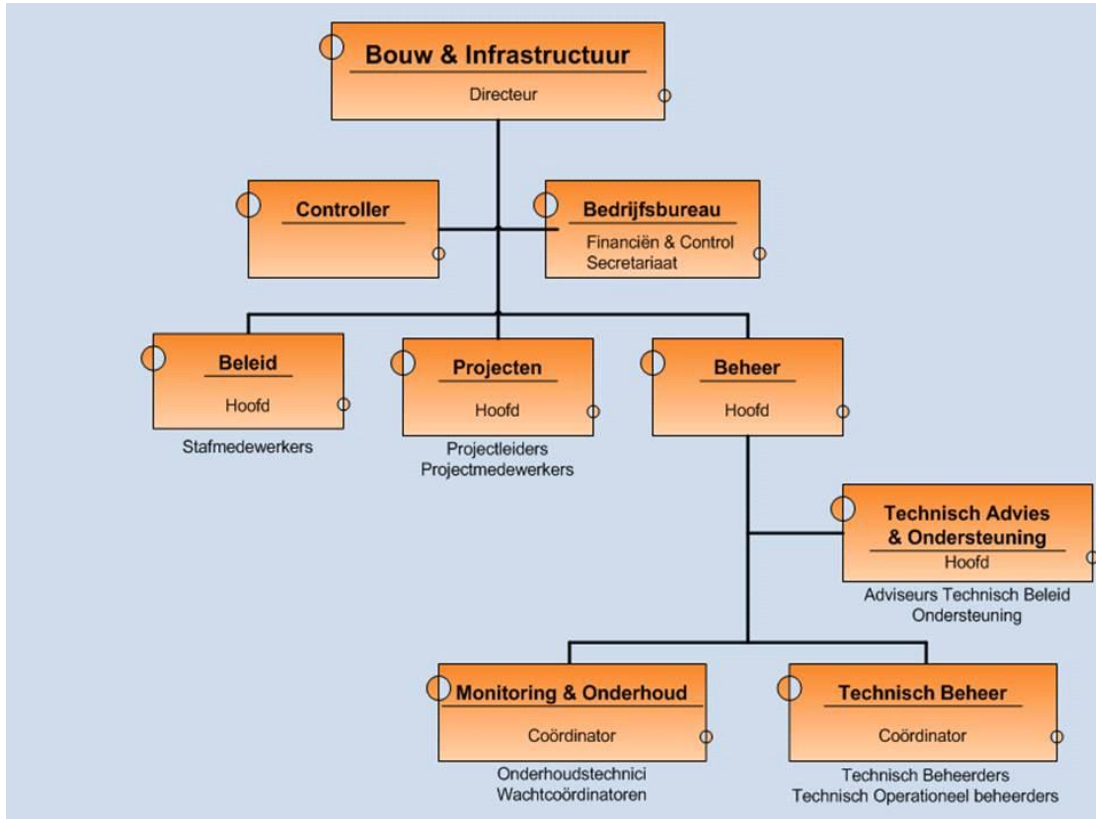 Bouw & Infrastructuur
Directeur
Controller
Bedrijfsbureau
Financiën & Control
Secretariaat
Beleid
Hoofd
Stafmedewerkers
Projecten
Hoofd
Projectleiders
Projectmedewerkers
Beheer
Hoofd
Technisch Advies
& Ondersteuning
Hoofd
Adviseurs Technisch Beleid
Ondersteuning
Monitoring & Onderhoud
Coördinator
Onderhoudstechnici
Wachtcoördinatoren
Technisch Beheer
Coördinator
Technisch Beheerders
Technisch Operationeel beheerders